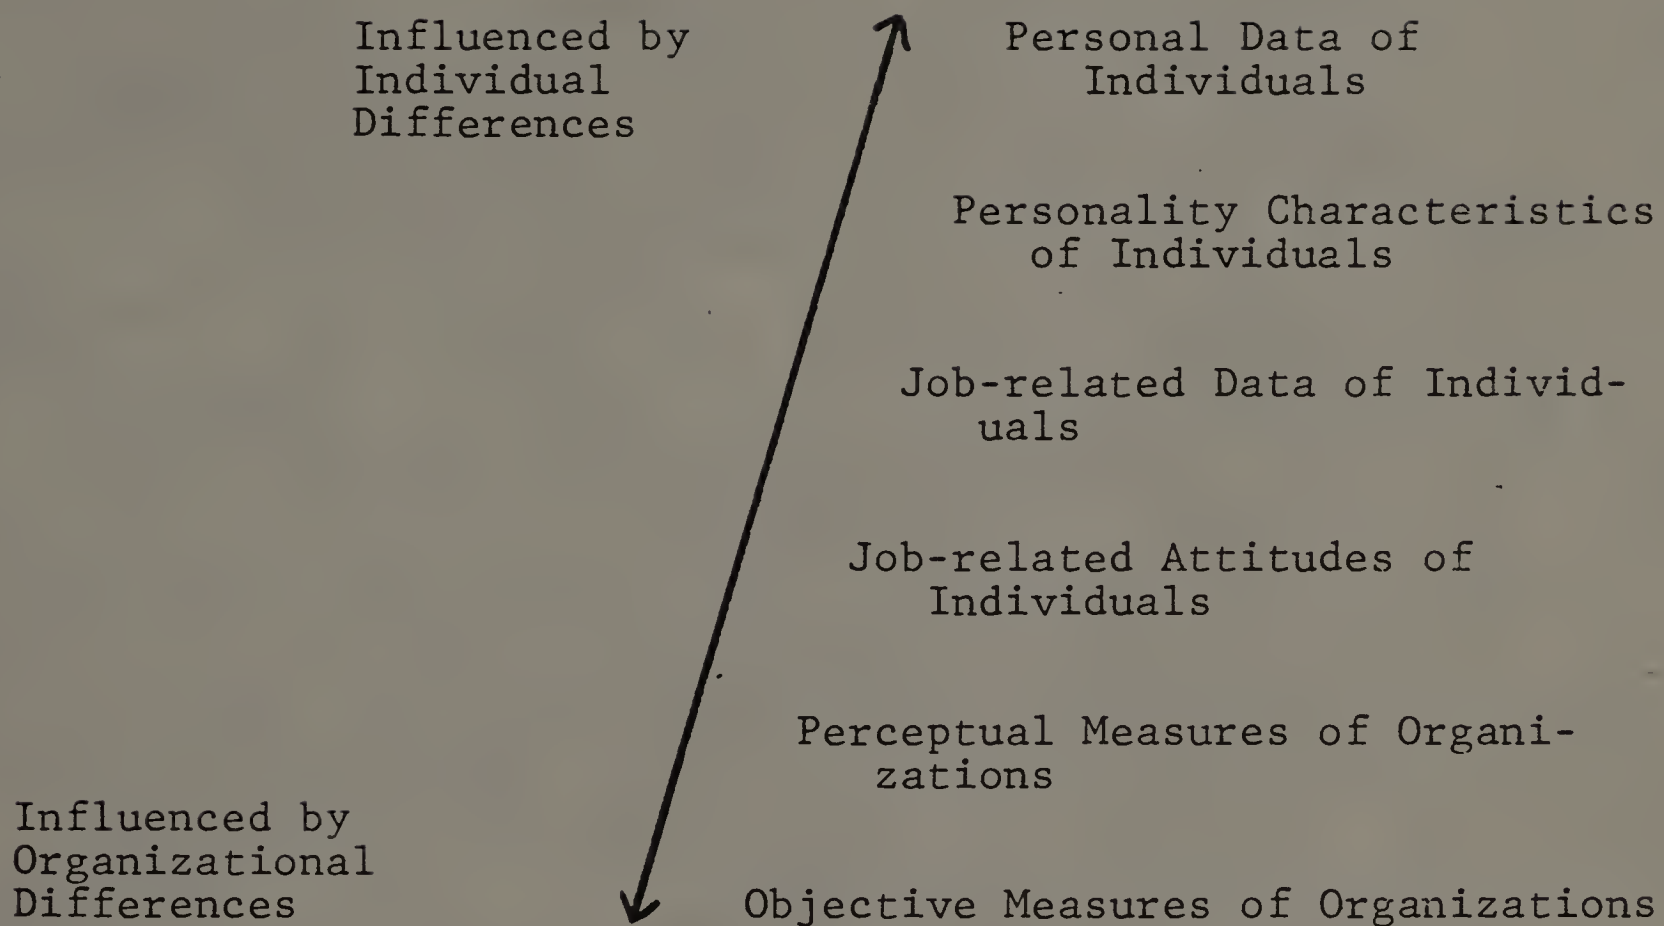 Influenced by
Individual
Differences
Personal Data of
Individuals
Personality Characteristics
of Individuals
Job-related Data of Individ-
uals
Job-related Attitudes of
Individuals
Perceptual Measures of Organi-
zations
Influenced by
Organizational
Differences
Objective Measures of Organizations